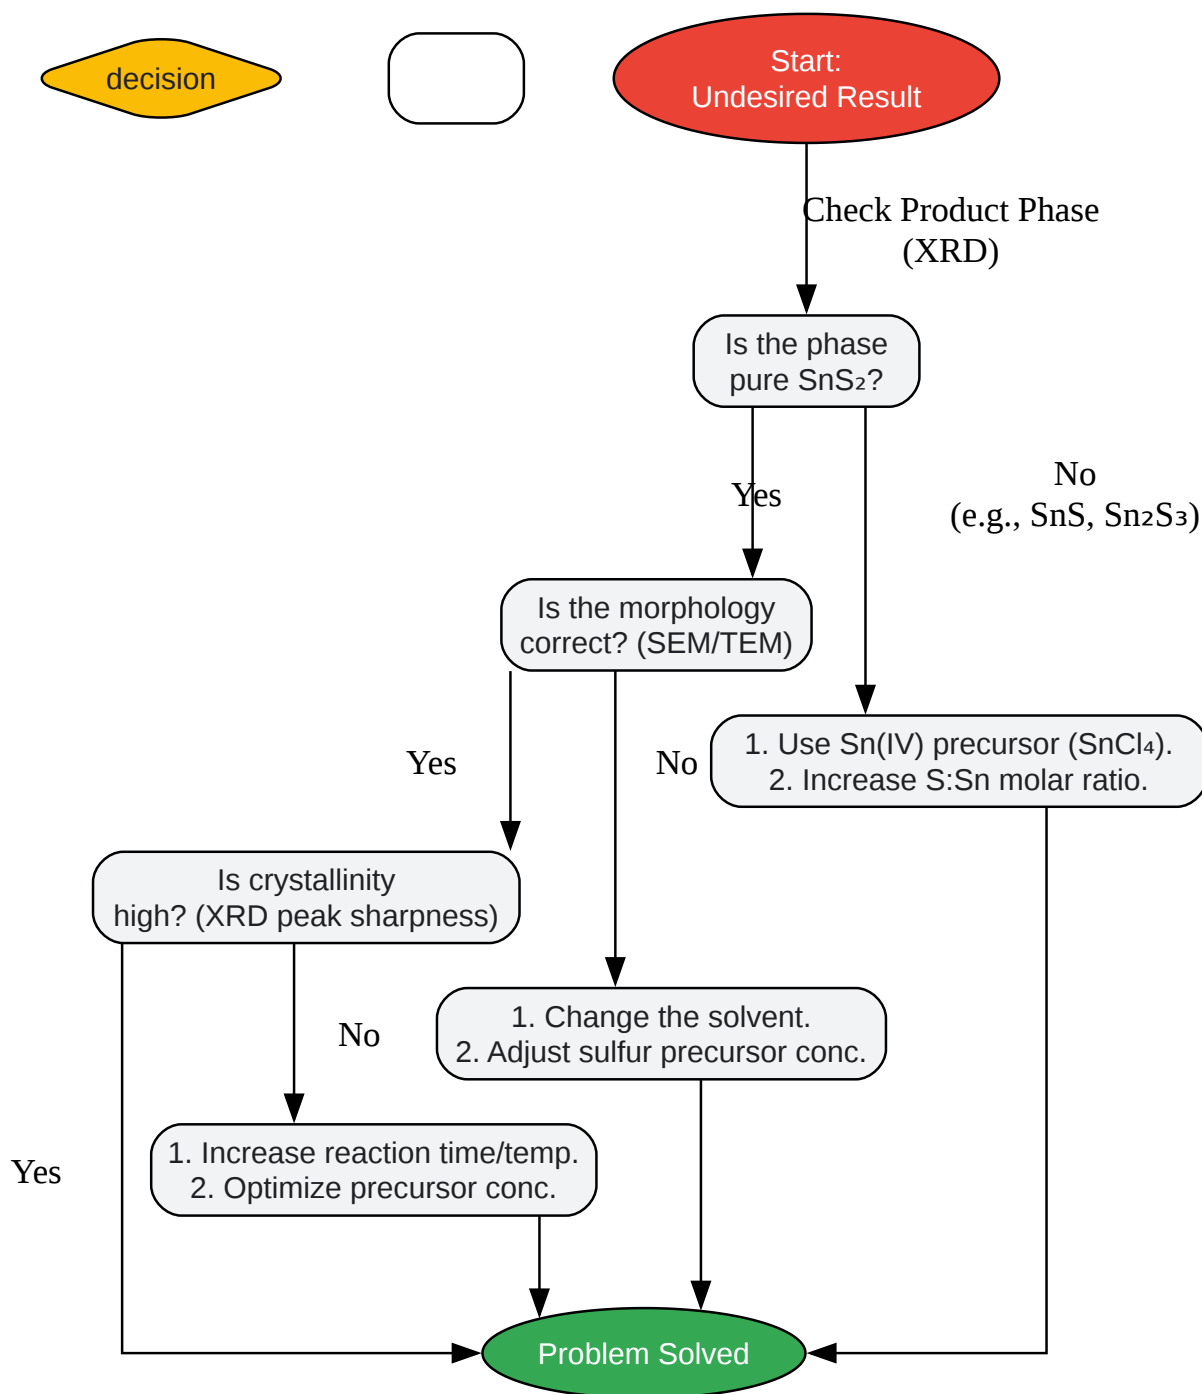 decision
Start:
Undesired Result
Check Product Phase
(XRD)
Is the phase
pure SnS₂?
Yes
No
(e.g., SnS, Sn₂S₃)
Is the morphology
correct? (SEM/TEM)
Yes
No
1. Use Sn(IV) precursor (SnCl₄).
2. Increase S:Sn molar ratio.
Is crystallinity
high? (XRD peak sharpness)
No
1. Change the solvent.
2. Adjust sulfur precursor conc.
Yes
1. Increase reaction time/temp.
2. Optimize precursor conc.
Problem Solved